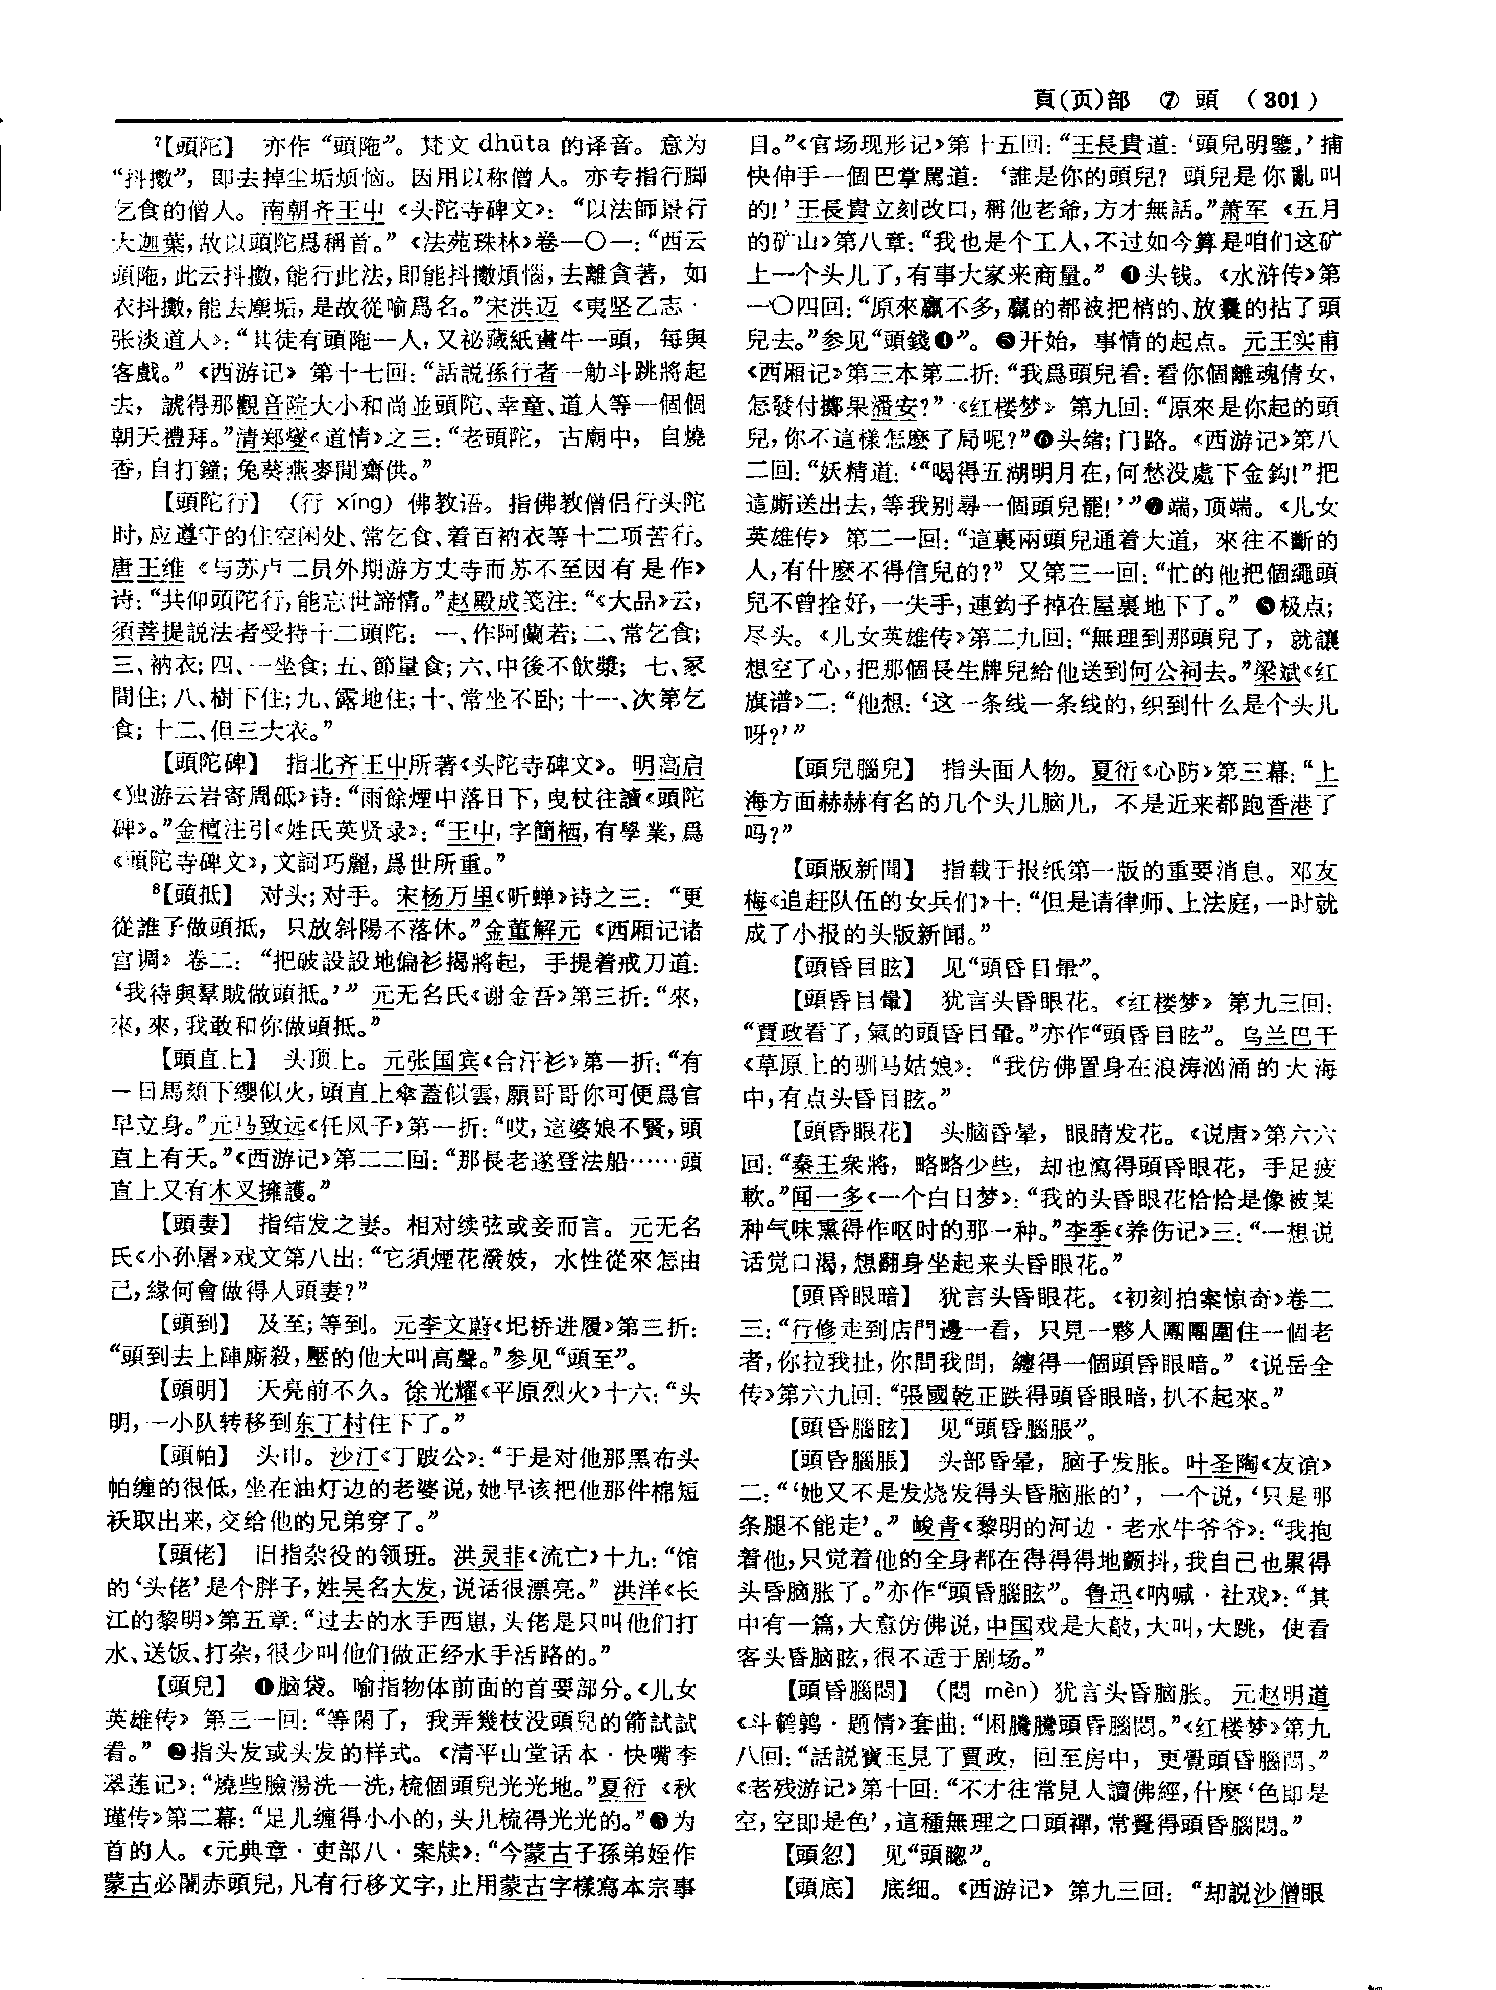 頁(页)部　⑦　頭　(301)
⁷【頭陀】　亦作“頭陁”。梵文 dhūta 的译音。意为
“抖擞”，即去掉尘垢烦恼。因用以称僧人。亦专指行脚
乞食的僧人。南朝齐王屮《头陀寺碑文》：“以法師景行
大迦葉，故以頭陀爲稱首。”《法苑珠林》卷一〇一：“西云
頭陁，此云抖擻，能行此法，即能抖擻煩惱，去離貪著，如
衣抖擻，能去塵垢，是故從喻爲名。”宋洪迈《夷坚乙志·
张淡道人》：“其徒有頭陁一人，又祕藏紙畫牛一頭，每與
客戲。”《西游记》第十七回：“話説孫行者一觔斗跳將起
去，諕得那觀音院大小和尚並頭陀、幸童、道人等一個個
朝天禮拜。”清郑燮《道情》之三：“老頭陀，古廟中，自燒
香，自打鐘；兔葵燕麥閒齋供。”
【頭陀行】　（行 xíng）佛教语。指佛教僧侣行头陀
时，应遵守的住空闲处、常乞食、着百衲衣等十二项苦行。
唐王维《与苏卢二员外期游方丈寺而苏不至因有是作》
诗：“共仰頭陀行，能忘世諦情。”赵殿成笺注：“《大品》云，
須菩提説法者受持十二頭陀：一、作阿蘭若；二、常乞食；
三、衲衣；四、一坐食；五、節量食；六、中後不飲漿；七、冢
間住；八、樹下住；九、露地住；十、常坐不卧；十一、次第乞
食；十二、但三大衣。”
【頭陀碑】　指北齐王屮所著《头陀寺碑文》。明高启
《独游云岩寄周砥》诗：“雨餘煙中落日下，曳杖往讀《頭陀
碑》。”金檀注引《姓氏英贤录》：“王屮，字簡栖，有學業，爲
《頭陀寺碑文》，文詞巧麗，爲世所重。”
⁸【頭抵】　对头；对手。宋杨万里《听蝉》诗之三：“更
從誰子做頭抵，只放斜陽不落休。”金董解元《西厢记诸
宫调》卷二：“把破設設地偏衫揭將起，手提着戒刀道：
‘我待與羣賊做頭抵。’”元无名氏《谢金吾》第三折：“來，
來，來，我敢和你做頭抵。”
【頭直上】　头顶上。元张国宾《合汗衫》第一折：“有
一日馬頦下纓似火，頭直上傘蓋似雲，願哥哥你可便爲官
早立身。”元马致远《任风子》第一折：“哎，這婆娘不賢，頭
直上有天。”《西游记》第二二回：“那長老遂登法船……頭
直上又有木叉擁護。”
【頭妻】　指结发之妻。相对续弦或妾而言。元无名
氏《小孙屠》戏文第八出：“它須煙花潑妓，水性從來怎由
己，緣何會做得人頭妻？”
【頭到】　及至；等到。元李文蔚《圯桥进履》第三折：
“頭到去上陣廝殺，壓的他大叫高聲。”参见“頭至”。
【頭明】　天亮前不久。徐光耀《平原烈火》十六：“头
明，一小队转移到东丁村住下了。”
【頭帕】　头巾。沙汀《丁跛公》：“于是对他那黑布头
帕缠的很低，坐在油灯边的老婆说，她早该把他那件棉短
袄取出来，交给他的兄弟穿了。”
【頭佬】　旧指杂役的领班。洪灵菲《流亡》十九：“馆
的‘头佬’是个胖子，姓吴名大发，说话很漂亮。”洪洋《长
江的黎明》第五章：“过去的水手西崽，头佬是只叫他们打
水、送饭、打杂，很少叫他们做正经水手活路的。”
【頭兒】　❶脑袋。喻指物体前面的首要部分。《儿女
英雄传》第三一回：“等閑了，我弄幾枝没頭兒的箭試試
看。”❷指头发或头发的样式。《清平山堂话本·快嘴李
翠莲记》：“燒些臉湯洗一洗，梳個頭兒光光地。”夏衍《秋
瑾传》第二幕：“足儿缠得小小的，头儿梳得光光的。”❸为
首的人。《元典章·吏部八·案牍》：“今蒙古子孫弟姪作
蒙古必闍赤頭兒，凡有行移文字，止用蒙古字樣寫本宗事
目。”《官场现形记》第十五回：“王長貴道：‘頭兒明鑒，’捕
快伸手一個巴掌駡道：‘誰是你的頭兒？頭兒是你亂叫
的！’王長貴立刻改口，稱他老爺，方才無話。”萧军《五月
的矿山》第八章：“我也是个工人，不过如今算是咱们这矿
上一个头儿了，有事大家来商量。”❹头钱。《水浒传》第
一〇四回：“原來贏不多，贏的都被把梢的、放囊的拈了頭
兒去。”参见“頭錢❶”。❺开始，事情的起点。元王实甫
《西厢记》第三本第二折：“我爲頭兒看：看你個離魂倩女，
怎發付擲果潘安？”《红楼梦》第九回：“原來是你起的頭
兒，你不這樣怎麽了局呢？”❻头绪；门路。《西游记》第八
二回：“妖精道：‘“喝得五湖明月在，何愁没處下金鈎！”把
這廝送出去，等我别尋一個頭兒罷！’”❼端，顶端。《儿女
英雄传》第二一回：“這裏兩頭兒通着大道，來往不斷的
人，有什麽不得信兒的？”又第三一回：“忙的他把個繩頭
兒不曾拴好，一失手，連鈎子掉在屋裏地下了。”❽极点；
尽头。《儿女英雄传》第二九回：“無理到那頭兒了，就讓
想空了心，把那個長生牌兒給他送到何公祠去。”梁斌《红
旗谱》二：“他想：‘这一条线一条线的，织到什么是个头儿
呀？’”
【頭兒腦兒】　指头面人物。夏衍《心防》第三幕：“上
海方面赫赫有名的几个头儿脑儿，不是近来都跑香港了
吗？”
【頭版新聞】　指载于报纸第一版的重要消息。邓友
梅《追赶队伍的女兵们》十：“但是请律师、上法庭，一时就
成了小报的头版新闻。”
【頭昏目眩】　见“頭昏目暈”。
【頭昏目暈】　犹言头昏眼花。《红楼梦》第九三回：
“賈政看了，氣的頭昏目暈。”亦作“頭昏目眩”。乌兰巴干
《草原上的驯马姑娘》：“我仿佛置身在浪涛汹涌的大海
中，有点头昏目眩。”
【頭昏眼花】　头脑昏晕，眼睛发花。《说唐》第六六
回：“秦王衆將，略略少些，却也瀉得頭昏眼花，手足疲
軟。”闻一多《一个白日梦》：“我的头昏眼花恰恰是像被某
种气味熏得作呕时的那一种。”李季《养伤记》三：“一想说
话觉口渴，想翻身坐起来头昏眼花。”
【頭昏眼暗】　犹言头昏眼花。《初刻拍案惊奇》卷二
三：“行修走到店門邊一看，只見一夥人團團圍住一個老
者，你拉我扯，你問我問，纏得一個頭昏眼暗。”《说岳全
传》第六九回：“張國乾正跌得頭昏眼暗，扒不起來。”
【頭昏腦眩】　见“頭昏腦脹”。
【頭昏腦脹】　头部昏晕，脑子发胀。叶圣陶《友谊》
二：“‘她又不是发烧发得头昏脑胀的’，一个说，‘只是那
条腿不能走’。”峻青《黎明的河边·老水牛爷爷》：“我抱
着他，只觉着他的全身都在得得得地颤抖，我自己也累得
头昏脑胀了。”亦作“頭昏腦眩”。鲁迅《呐喊·社戏》：“其
中有一篇，大意仿佛说，中国戏是大敲，大叫，大跳，使看
客头昏脑眩，很不适于剧场。”
【頭昏腦悶】　（悶 mèn）犹言头昏脑胀。元赵明道
《斗鹌鹑·题情》套曲：“困騰騰頭昏腦悶。”《红楼梦》第九
八回：“話説寶玉見了賈政，回至房中，更覺頭昏腦悶。”
《老残游记》第十回：“不才往常見人讀佛經，什麽‘色即是
空，空即是色’，這種無理之口頭禪，常覺得頭昏腦悶。”
【頭忽】　见“頭䐅”。
【頭底】　底细。《西游记》第九三回：“却説沙僧眼